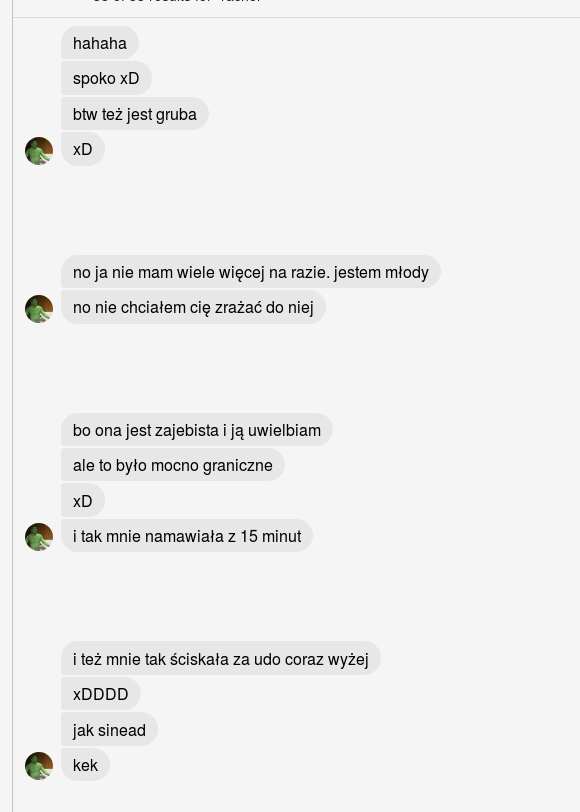 hahaha
spoko xD
btw też jest gruba
xD
no ja nie mam wiele więcej na razie. jestem młody
no nie chciałem cię zrażać do niej
bo ona jest zajebista i ją uwielbiam
ale to było mocno graniczne
xD
i tak mnie namawiała z 15 minut
i też mnie tak ściskała za udo coraz wyżej
xDDDD
jak sinead
kek